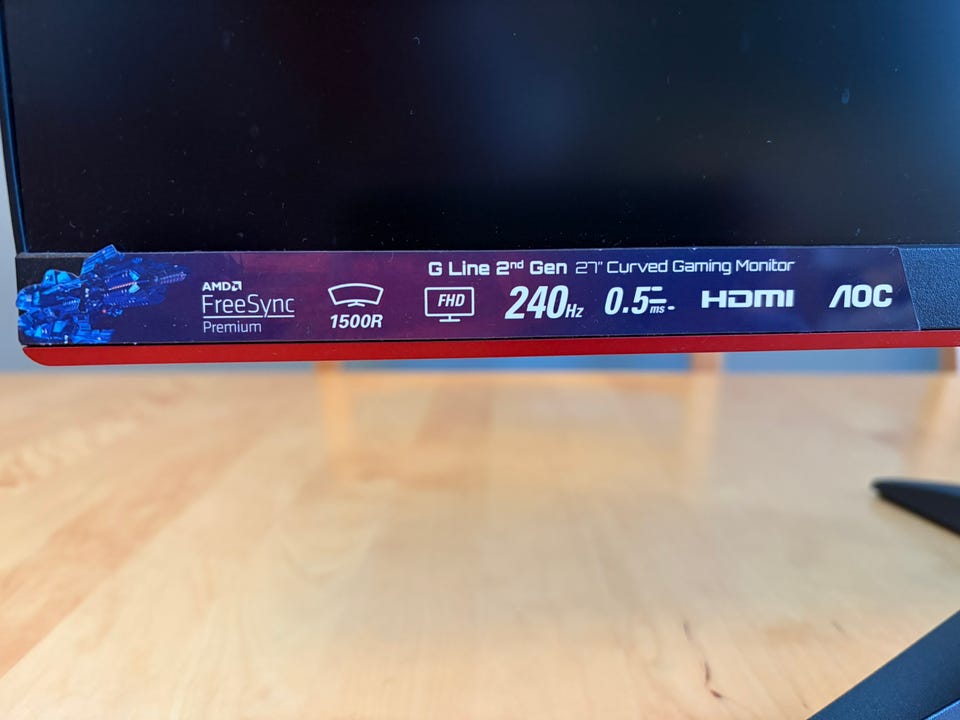 G Line 2nd Gen 27" Curved Gaming Monitor
AMD
FreeSync
Premium
1500R
FHD
240Hz
0.5ms
HDMI
AOC